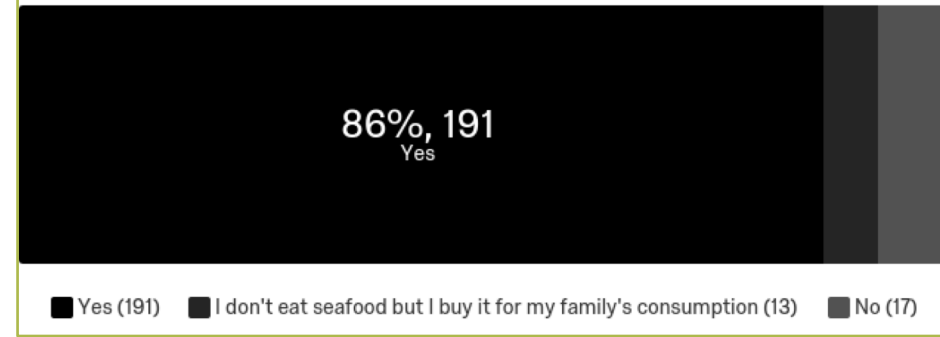 86%, 191
Yes
Yes (191) I don't eat seafood but I buy it for my family's consumption (13) No (17)